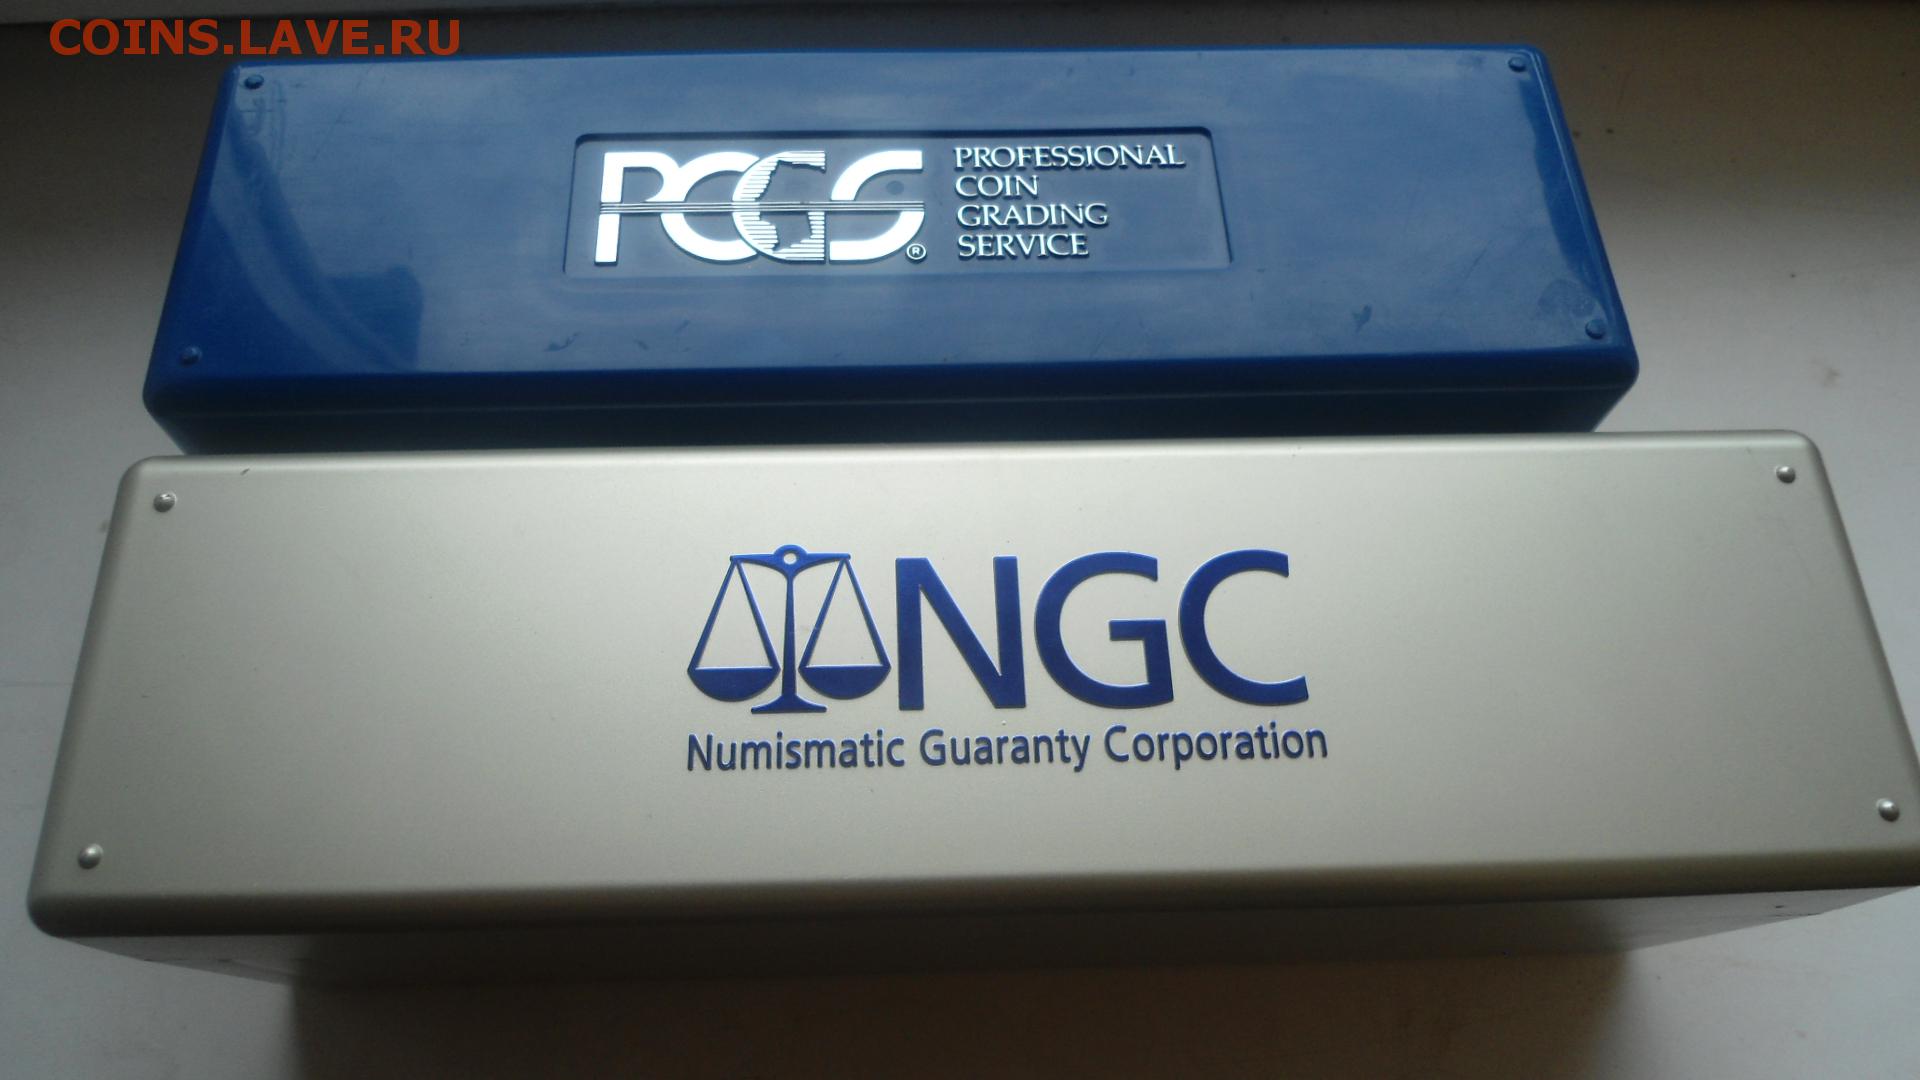 COINS.LAVE.RU
PCGS®
PROFESSIONAL
COIN
GRADING
SERVICE
NGC
Numismatic Guaranty Corporation